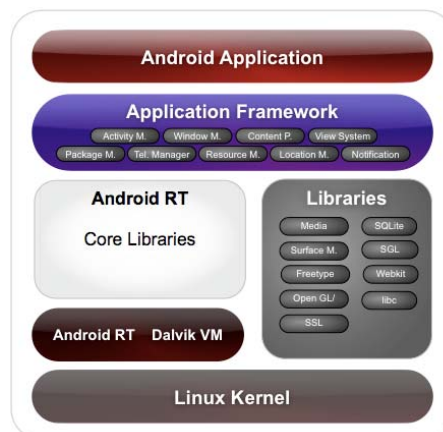 Android Application
Application Framework
Activity M. Window M. Content P. View System
Package M. Tel. Manager Resource M. Location M. Notification
Android RT
Core Libraries
Libraries
Media SQLite
Surface M. SGL
Freetype Webkit
Open GL/ libc
SSL
Android RT Dalvik VM
Linux Kernel